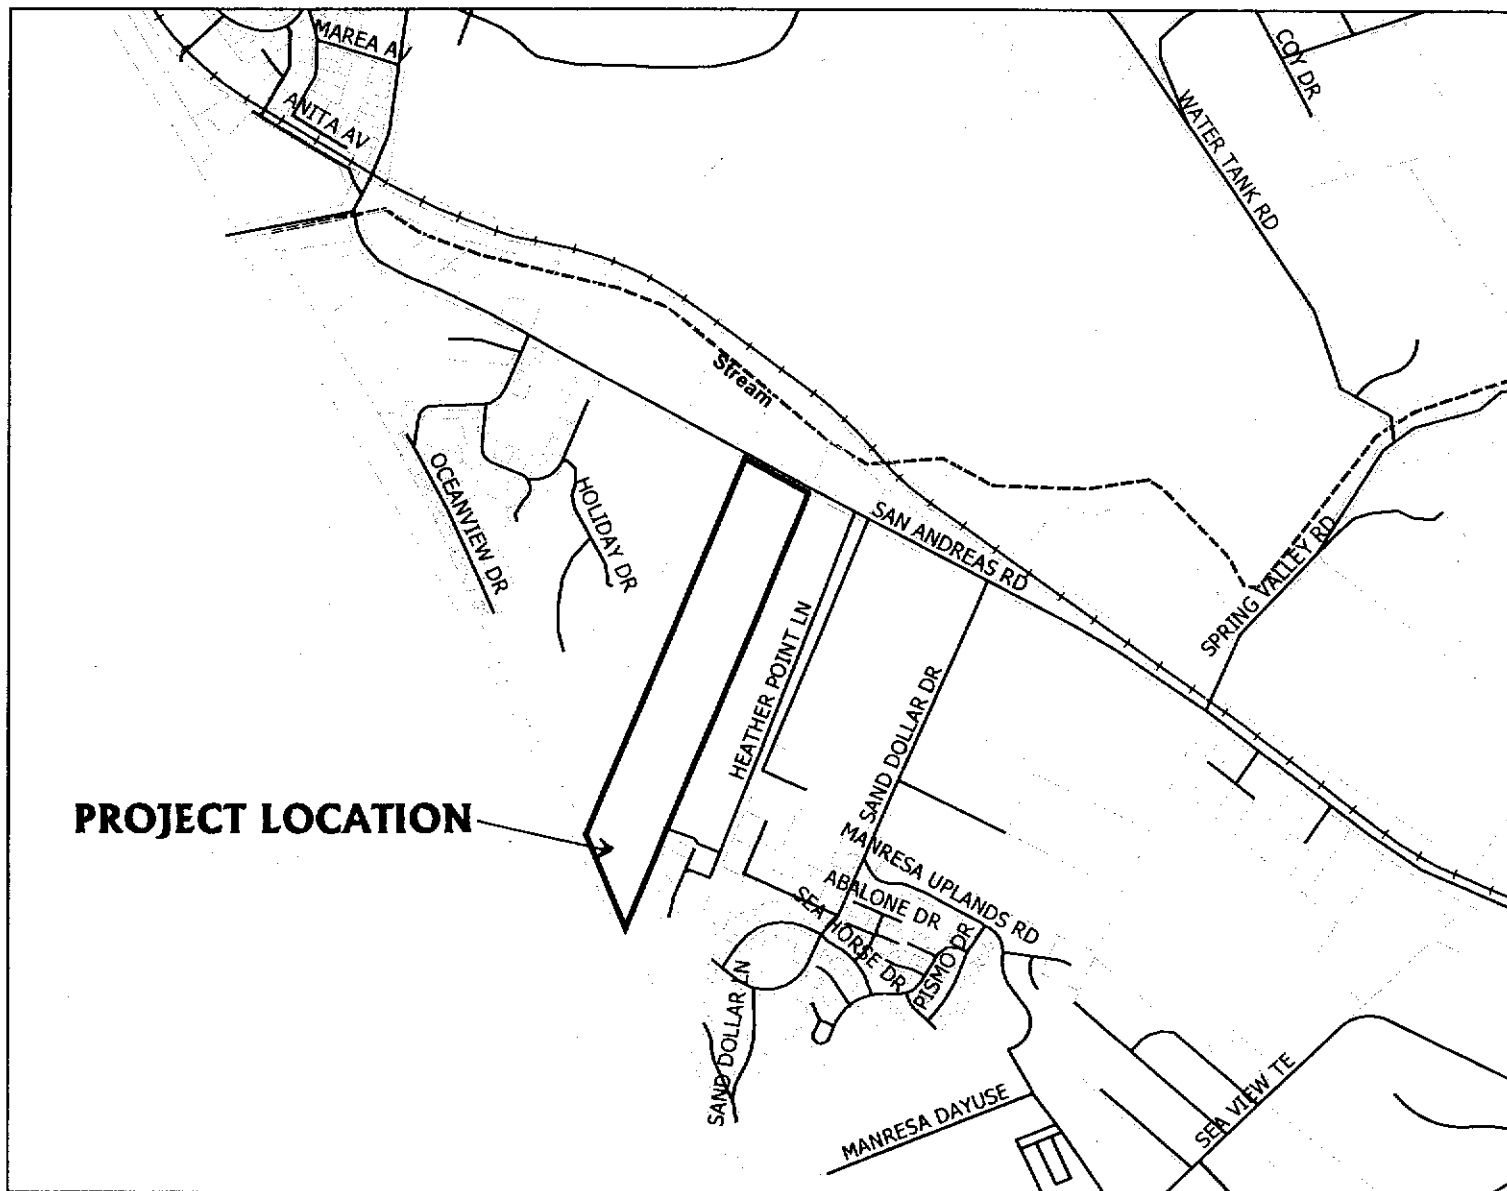 MAREA AV
COY DR
ANITA AV
WATER TANK RD
Stream
OCEANVIEW DR
HOLIDAY DR
SAN ANDREAS RD
SPRING VALLEY RD
HEATHER POINT LN
SAND DOLLAR DR
PROJECT LOCATION
MANRESA UPLANDS RD
ABALONE DR
SEA HORSE DR
PISMO DR
SAND DOLLAR LN
SEA VIEW TE
MANRESA DAYUSE